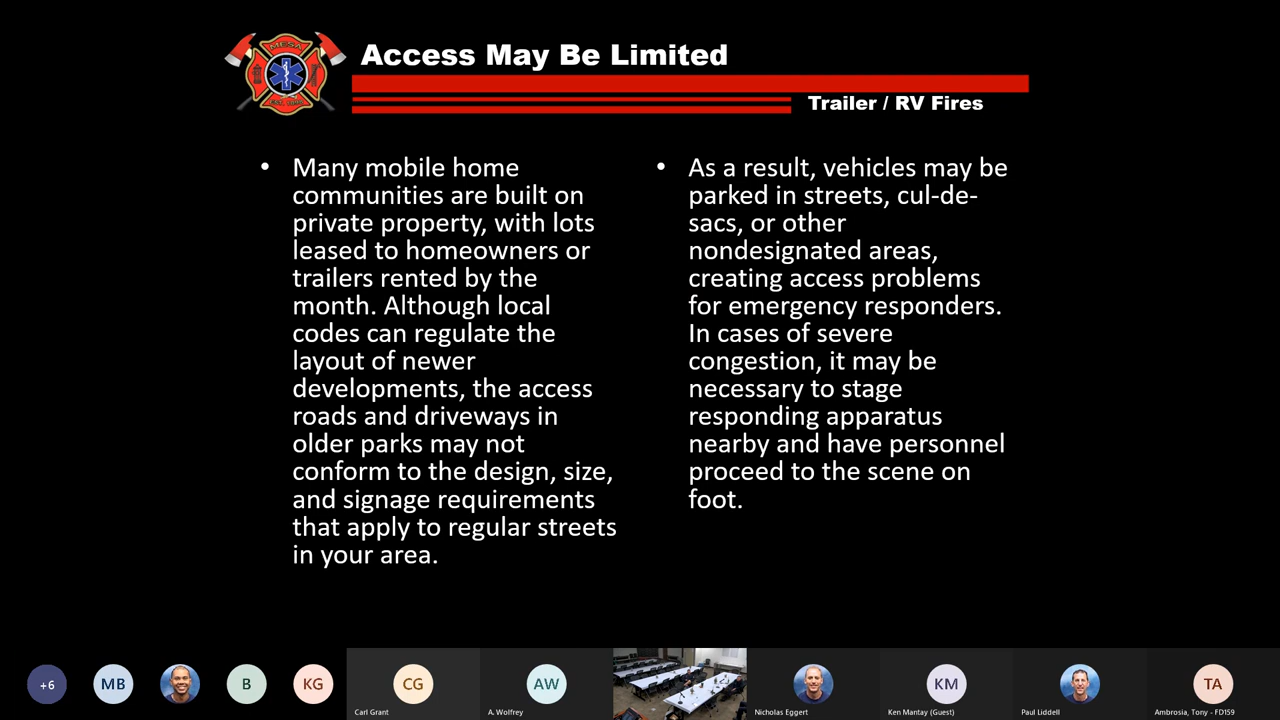 MESA
EST. 1898
Access May Be Limited
Trailer / RV Fires
• Many mobile home
communities are built on
private property, with lots
leased to homeowners or
trailers rented by the
month. Although local
codes can regulate the
layout of newer
developments, the access
roads and driveways in
older parks may not
conform to the design, size,
and signage requirements
that apply to regular streets
in your area.
• As a result, vehicles may be
parked in streets, cul-de-
sacs, or other
nondesignated areas,
creating access problems
for emergency responders.
In cases of severe
congestion, it may be
necessary to stage
responding apparatus
nearby and have personnel
proceed to the scene on
foot.
+6
MB
B
KG
CG
Carl Grant
AW
A. Wolfrey
Nicholas Eggert
KM
Ken Mantay (Guest)
Paul Liddell
TA
Ambrosia, Tony - FD1S9